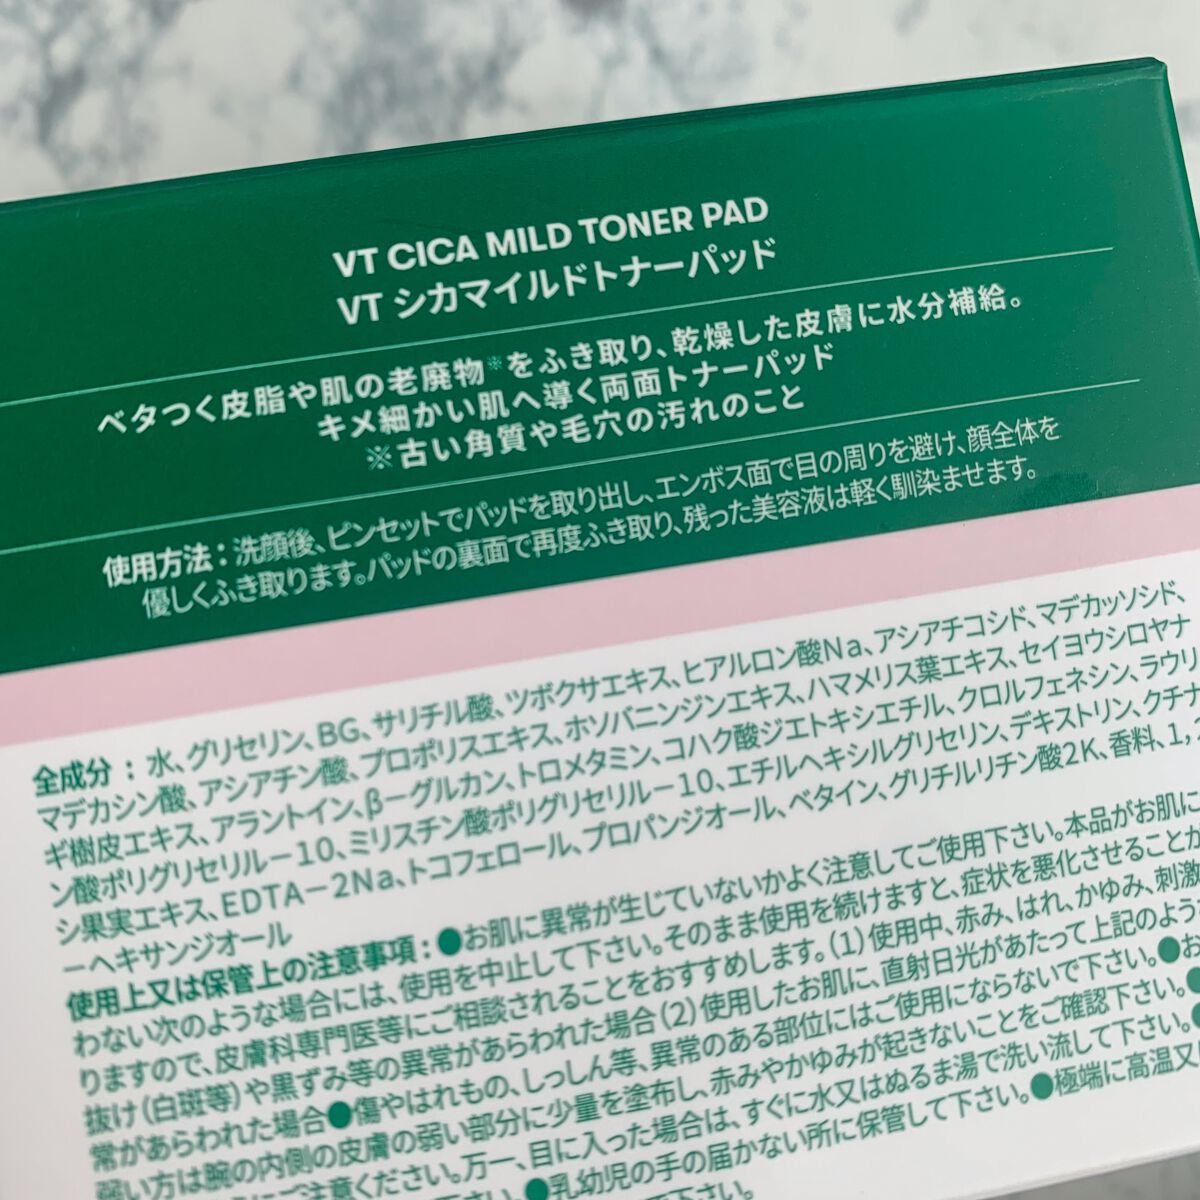 VT CICA MILD TONER PAD
VT シカマイルドトナーパッド
ベタつく皮脂や肌の老廃物※をふき取り、乾燥した皮膚に水分補給。
キメ細かい肌へ導く両面トナーパッド
※古い角質や毛穴の汚れのこと
使用方法：洗顔後、ピンセットでパッドを取り出し、エンボス面で目の周りを避け、顔全体を
優しくふき取ります。パッドの裏面で再度ふき取り、残った美容液は軽く馴染ませます。
全成分：水、グリセリン、BG、サリチル酸、ツボクサエキス、ヒアルロン酸Na、アシアチコシド、マデカッソシド、
マデカシン酸、アシアチン酸、プロポリスエキス、ホソバニンジンエキス、ハマメリス葉エキス、セイヨウシロヤナ
ギ樹皮エキス、アラントイン、β－グルカン、トロメタミン、コハク酸ジエトキシエチル、クロルフェネシン、ラウリ
ン酸ポリグリセリル－10、ミリスチン酸ポリグリセリル－10、エチルヘキシルグリセリン、デキストリン、クチナ
シ果実エキス、EDTA－2Na、トコフェロール、プロパンジオール、ベタイン、グリチルリチン酸2K、香料、1,2
－ヘキサンジオール
使用上又は保管上の注意事項：●お肌に異常が生じていないかよく注意してご使用下さい。本品がお肌に
わない次のような場合には、使用を中止して下さい。そのまま使用を続けますと、症状を悪化させることが
りますので、皮膚科専門医等にご相談されることをおすすめします。(1)使用中、赤み、はれ、かゆみ、刺激
抜け(白斑等)や黒ずみ等の異常があらわれた場合(2)使用したお肌に、直射日光があたって上記のよう
常があらわれた場合●傷やはれもの、しっしん等、異常のある部位にはご使用にならないで下さい。●お
弱い方は腕の内側の皮膚の弱い部分に少量を塗布し、赤みやかゆみが起きないことをご確認下さい。●
にご注意ください。万一、目に入った場合は、すぐに水又はぬるま湯で洗い流して下さい。
●乳幼児の手の届かない所に保管して下さい。●極端に高温又